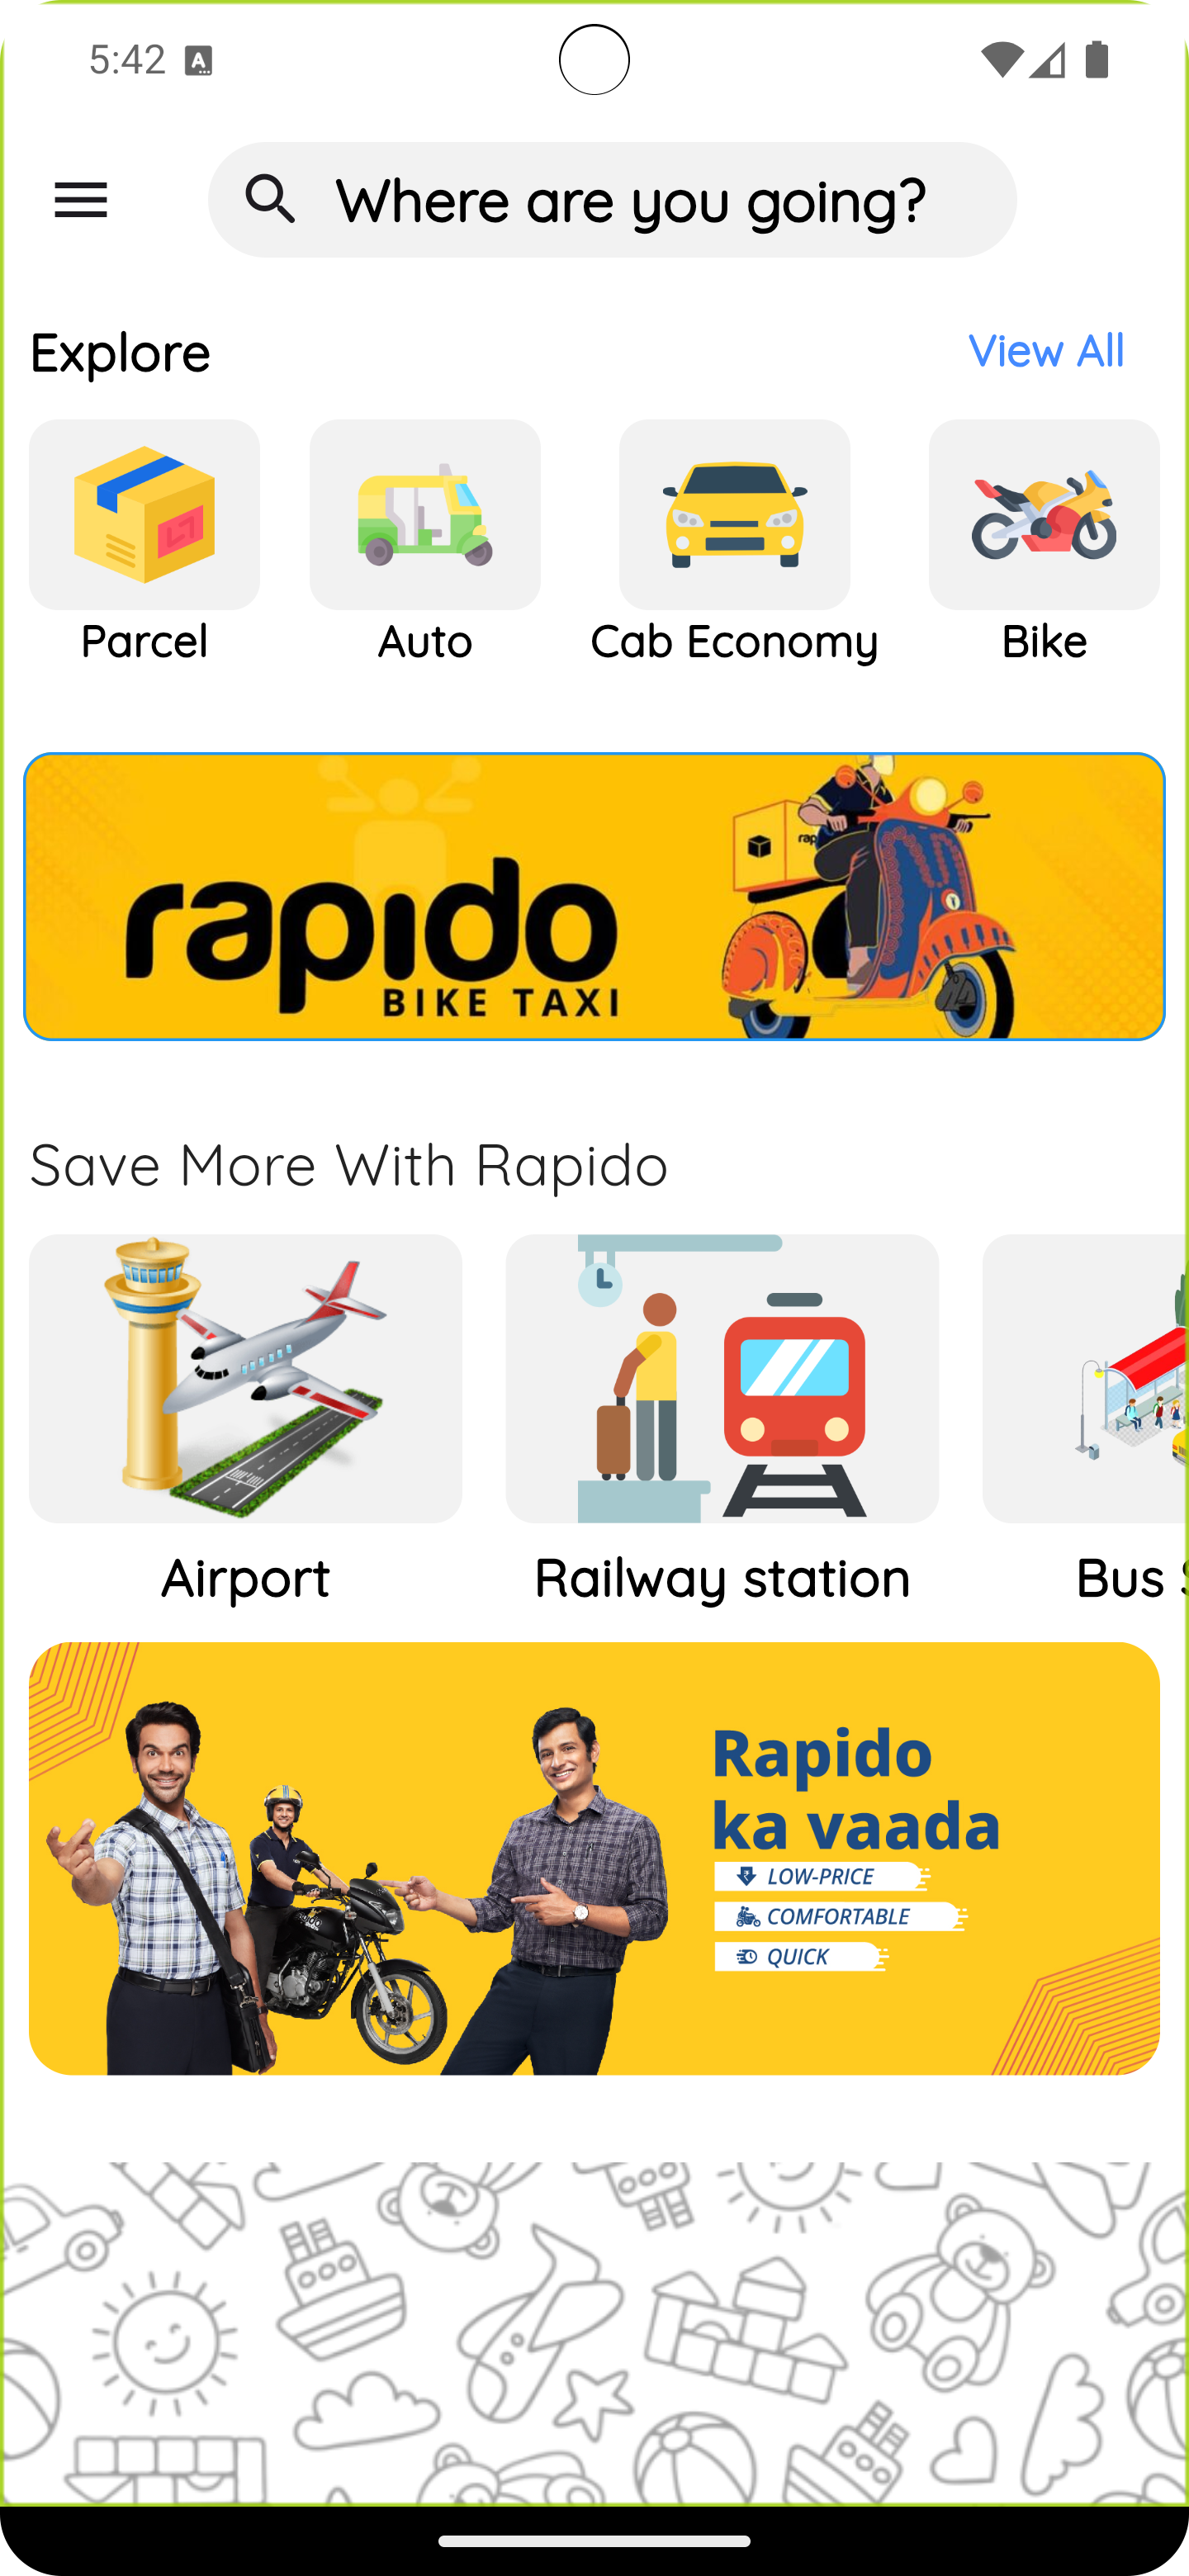 5:42
Where are you going?
Explore
View All
Parcel
Auto
Cab Economy
Bike
rapido
BIKE TAXI
Save More With Rapido
Airport
Railway station
Bus
Rapido
ka vaada
LOW-PRICE
COMFORTABLE
QUICK